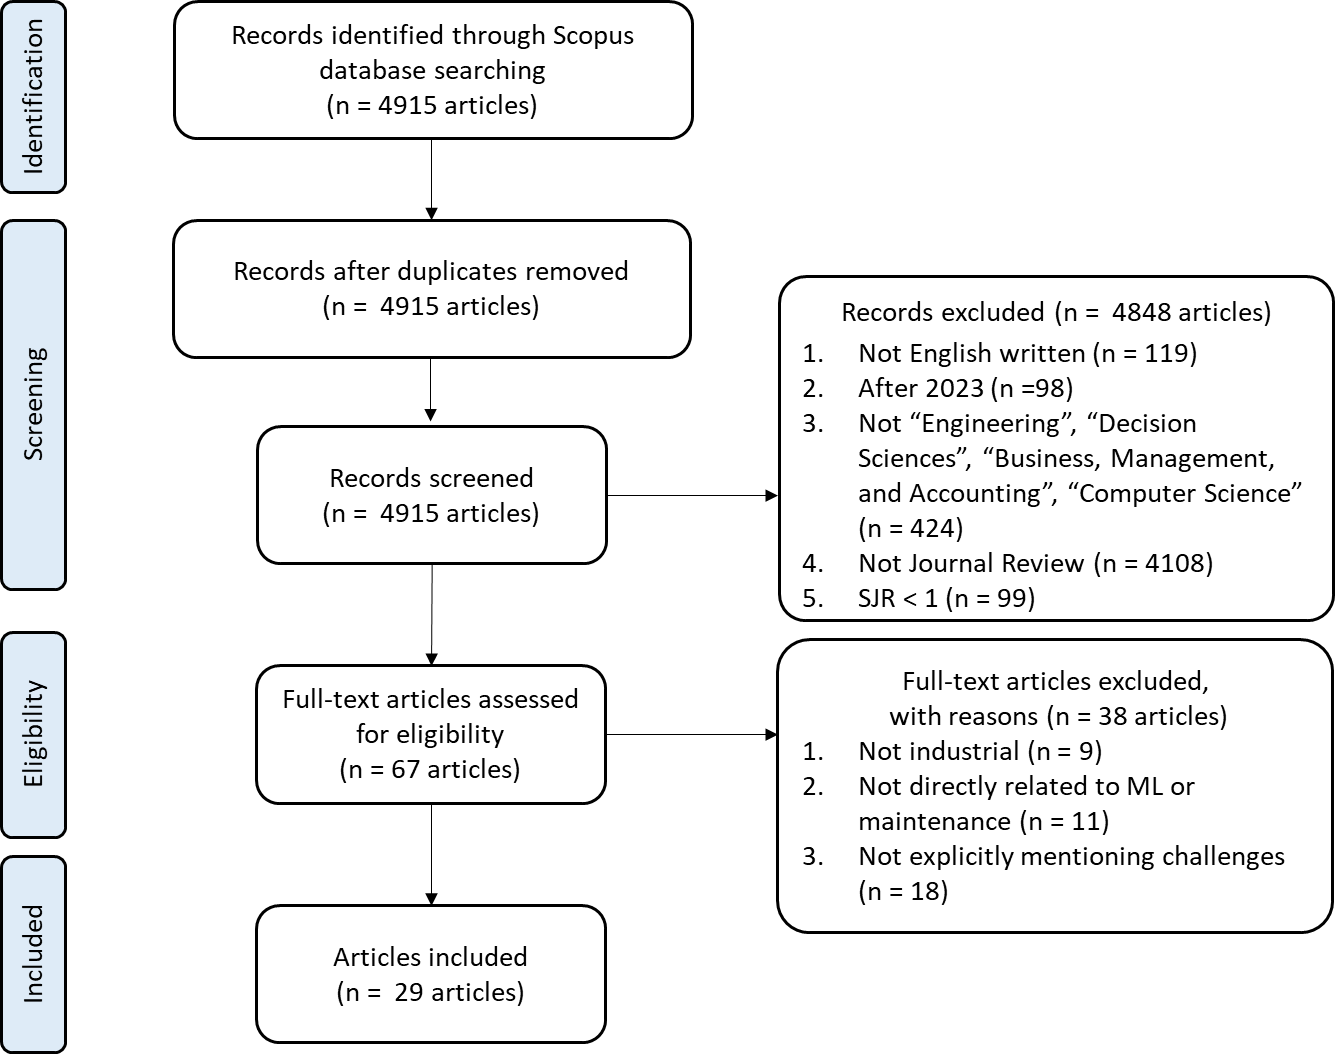 Identification
Records identified through Scopus
database searching
(n = 4915 articles)
Screening
Records after duplicates removed
(n =  4915 articles)
Records screened
(n =  4915 articles)
Records excluded (n =  4848 articles)
1. Not English written (n = 119)
2. After 2023 (n =98)
3. Not “Engineering”, “Decision
Sciences”, “Business, Management,
and Accounting”, “Computer Science”
(n = 424)
4. Not Journal Review (n = 4108)
5. SJR < 1 (n = 99)
Eligibility
Full-text articles assessed
for eligibility
(n = 67 articles)
Full-text articles excluded,
with reasons (n = 38 articles)
1. Not industrial (n = 9)
2. Not directly related to ML or
maintenance (n = 11)
3. Not explicitly mentioning challenges
(n = 18)
Included
Articles included
(n =  29 articles)